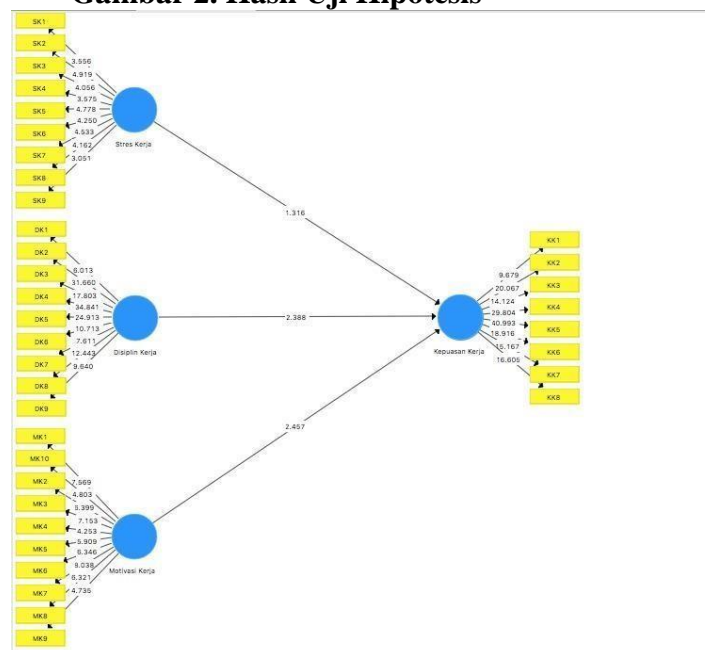 Gambar 2. Hasil Uji Hipotesis
SK1
SK2
SK3
SK4
SK5
SK6
SK7
SK8
SK9
3.556
4.919
4.056
3.575
4.778
4.250
4.533
4.162
3.051
Stres Kerja
1.316
DK1
DK2
DK3
DK4
DK5
DK6
DK7
DK8
DK9
6.013
31.660
17.803
34.841
24.913
10.713
7.611
12.443
9.640
Disiplin Kerja
2.388
MK1
MK10
MK2
MK3
MK4
MK5
MK6
MK7
MK8
MK9
7.569
4.803
5.399
7.153
4.253
5.909
6.346
8.038
6.321
4.735
Motivasi Kerja
2.457
Kepuasan Kerja
9.679
20.067
14.124
29.804
40.993
18.916
15.167
16.605
KK1
KK2
KK3
KK4
KK5
KK6
KK7
KK8